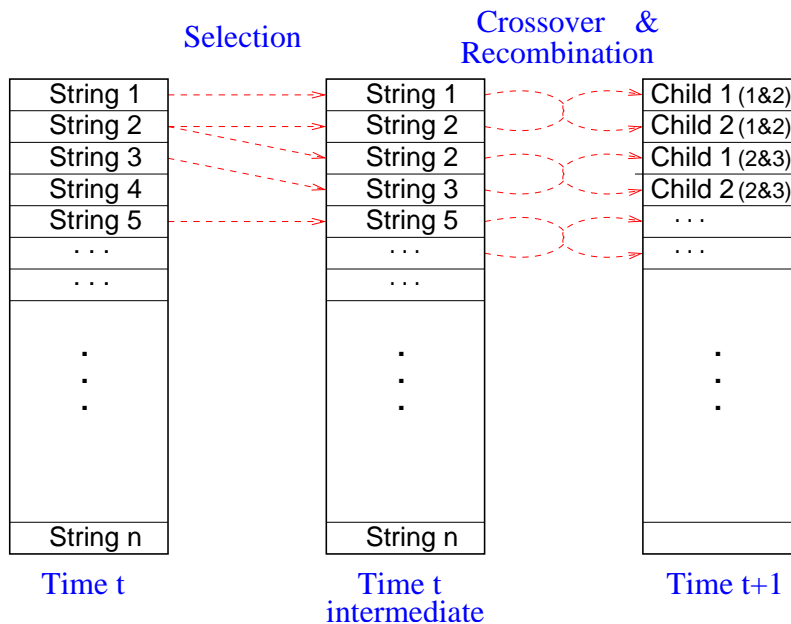 Selection
Crossover &
Recombination
String 1
String 2
String 3
String 4
String 5
. . .
. . .
.
.
.
String n
Time t
String 1
String 2
String 2
String 3
String 5
. . .
. . .
.
.
.
String n
Time t
intermediate
Child 1 (1&2)
Child 2 (1&2)
Child 1 (2&3)
Child 2 (2&3)
. . .
. . .
.
.
.
Time t+1